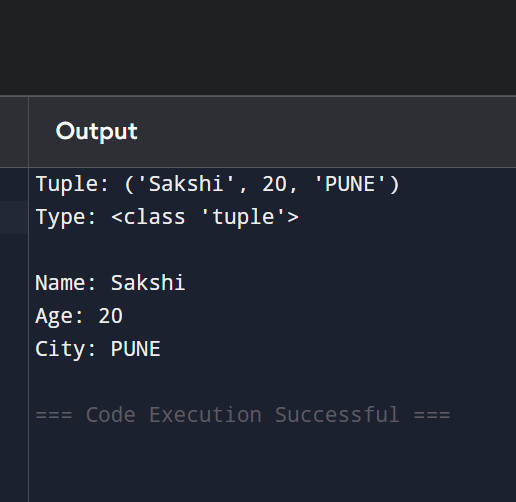 Output
Tuple: ('Sakshi', 20, 'PUNE')
Type: <class 'tuple'>
Name: Sakshi
Age: 20
City: PUNE
=== Code Execution Successful ===